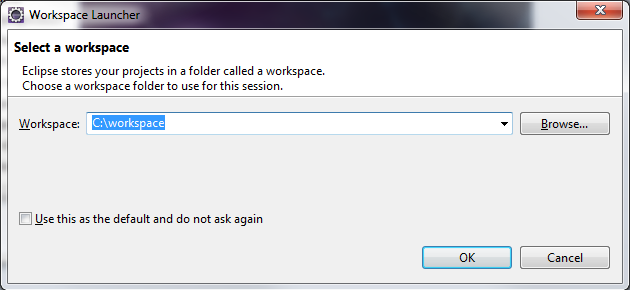 Workspace Launcher
Select a workspace
Eclipse stores your projects in a folder called a workspace.
Choose a workspace folder to use for this session.
Workspace: C:\workspace Browse...
Use this as the default and do not ask again
OK Cancel